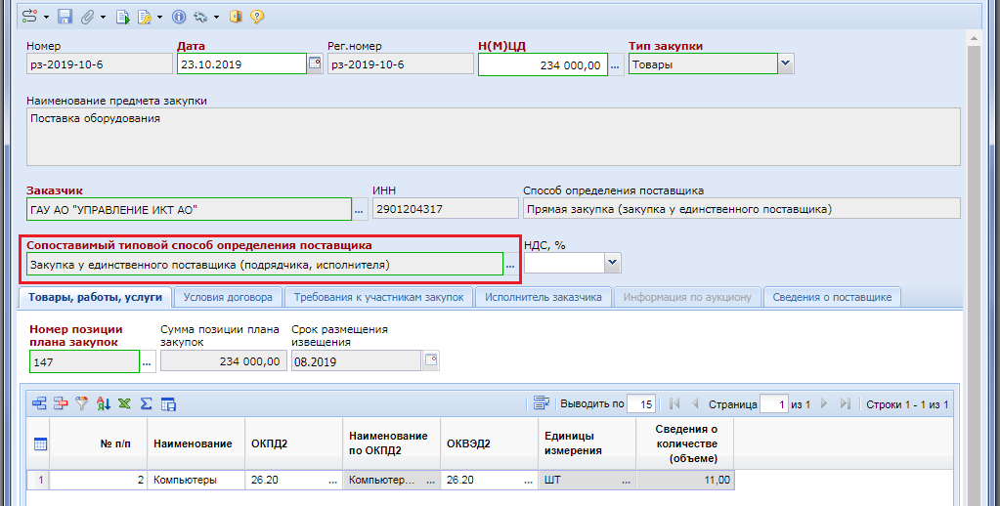 Номер Дата Рег.номер Н(М)ЦД Тип закупки
рз-2019-10-6 23.10.2019 рз-2019-10-6 234 000,00 ... Товары
Наименование предмета закупки
Поставка оборудования
Заказчик ИНН Способ определения поставщика
ГАУ АО "УПРАВЛЕНИЕ ИКТ АО" ... 2901204317 Прямая закупка (закупка у единственного поставщика)
Сопоставимый типовой способ определения поставщика НДС, %
Закупка у единственного поставщика (подрядчика, исполнителя) ...
Товары, работы, услуги Условия договора Требования к участникам закупок Исполнитель заказчика Информация по аукциону Сведения о поставщике
Номер позиции Сумма позиции плана Срок размещения
плана закупок закупок извещения
147 ... 234 000,00 08.2019
Выводить по 15 Страница 1 из 1 Строки 1 - 1 из 1
№ п/п Наименование ОКПД2 Наименование по ОКПД2 ОКВЭД2 Единицы измерения Сведения о количестве (объеме)
1 2 Компьютеры 26.20 ... Компьютер... ... 26.20 ... ШТ ... 11,00